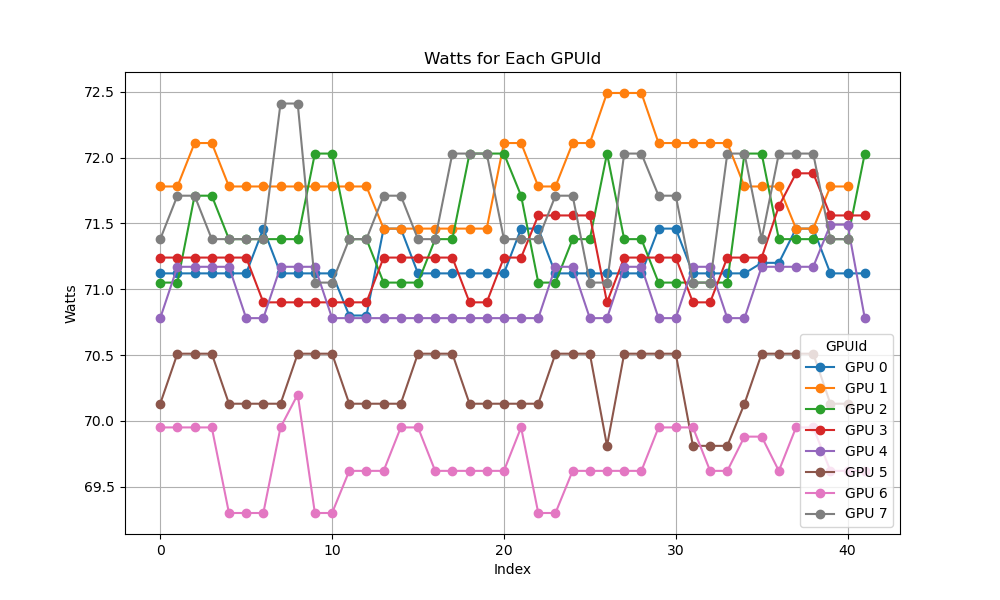 Watts for Each GPUId
72.5
72.0
71.5
71.0
70.5
70.0
69.5
Watts
GPUId
GPU 0
GPU 1
GPU 2
GPU 3
GPU 4
GPU 5
GPU 6
GPU 7
0
10
20
30
40
Index